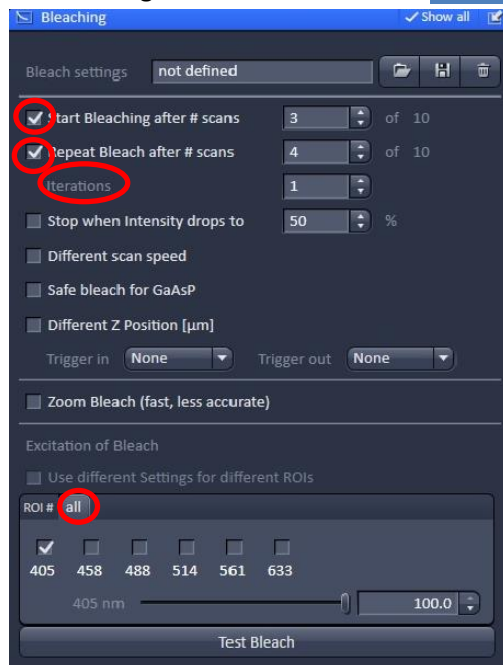 Bleaching Show all
Bleach settings not defined
Start Bleaching after # scans 3 of 10
Repeat Bleach after # scans 4 of 10
Iterations 1
Stop when Intensity drops to 50 %
Different scan speed
Safe bleach for GaAsP
Different Z Position [µm]
Trigger in None Trigger out None
Zoom Bleach (fast, less accurate)
Excitation of Bleach
Use different Settings for different ROIs
ROI # all
405 458 488 514 561 633
405 nm 100.0
Test Bleach